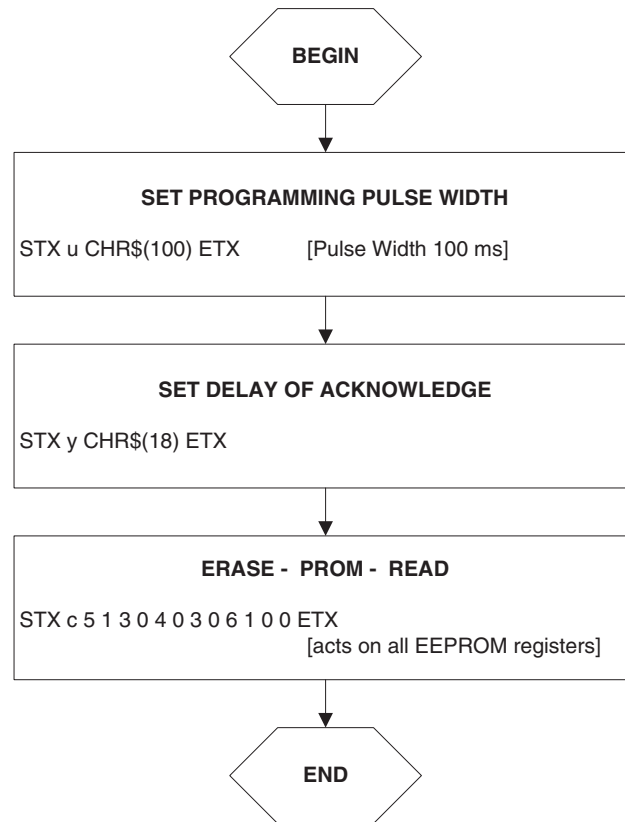 BEGIN
SET PROGRAMMING PULSE WIDTH
STX u CHR$(100) ETX [Pulse Width 100 ms]
SET DELAY OF ACKNOWLEDGE
STX y CHR$(18) ETX
ERASE - PROM - READ
STX c 5 1 3 0 4 0 3 0 6 1 0 0 ETX
[acts on all EEPROM registers]
END